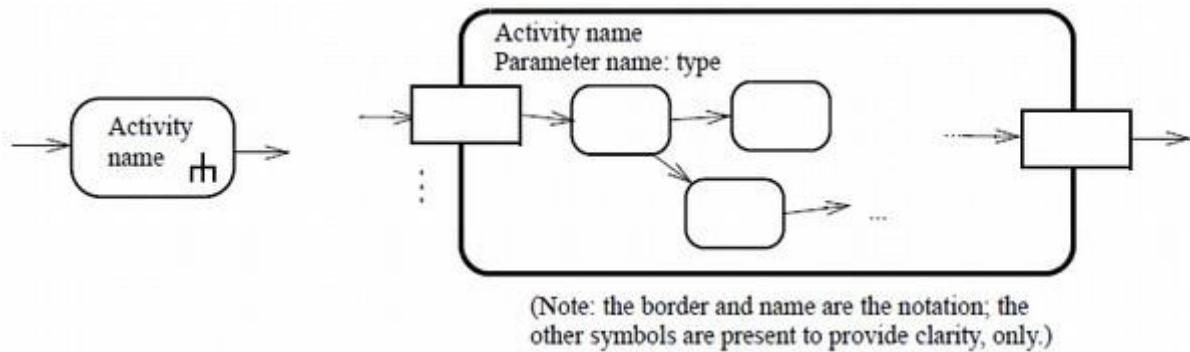 Activity name
Parameter name: type
Activity
name
...
(Note: the border and name are the notation; the
other symbols are present to provide clarity, only.)